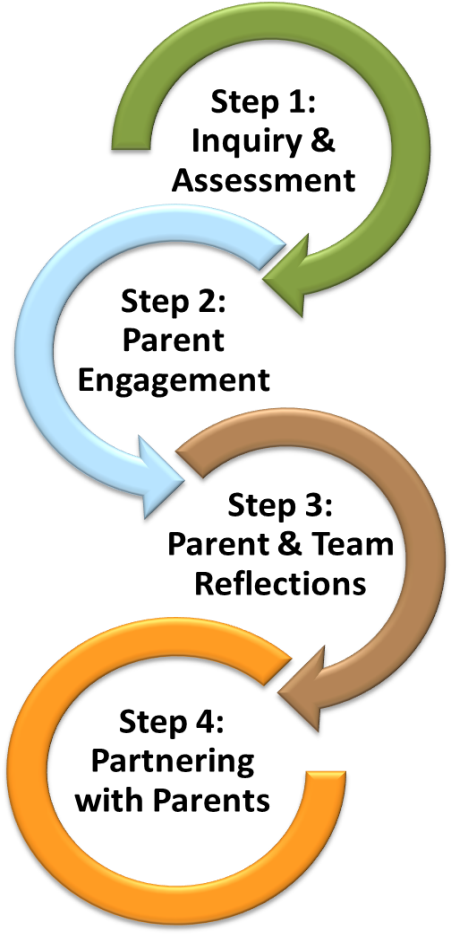 Step 1:
Inquiry &
Assessment
Step 2:
Parent
Engagement
Step 3:
Parent & Team
Reflections
Step 4:
Partnering
with Parents